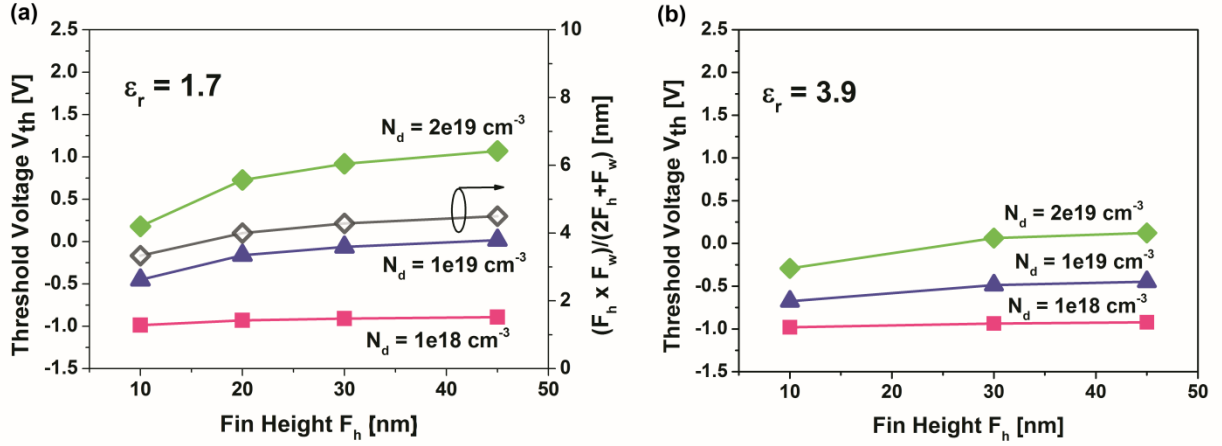 (a)
2.5
2.0
1.5
1.0
0.5
0.0
-0.5
-1.0
-1.5
Threshold Voltage Vth [V]
εr = 1.7
Nd = 2e19 cm-3
Nd = 1e19 cm-3
Nd = 1e18 cm-3
10
8
6
4
2
0
(Fh x Fw)/(2Fh+Fw) [nm]
10 20 30 40 50
Fin Height Fh [nm]
(b)
2.5
2.0
1.5
1.0
0.5
0.0
-0.5
-1.0
-1.5
Threshold Voltage Vth [V]
εr = 3.9
Nd = 2e19 cm-3
Nd = 1e19 cm-3
Nd = 1e18 cm-3
10 20 30 40 50
Fin Height Fh [nm]